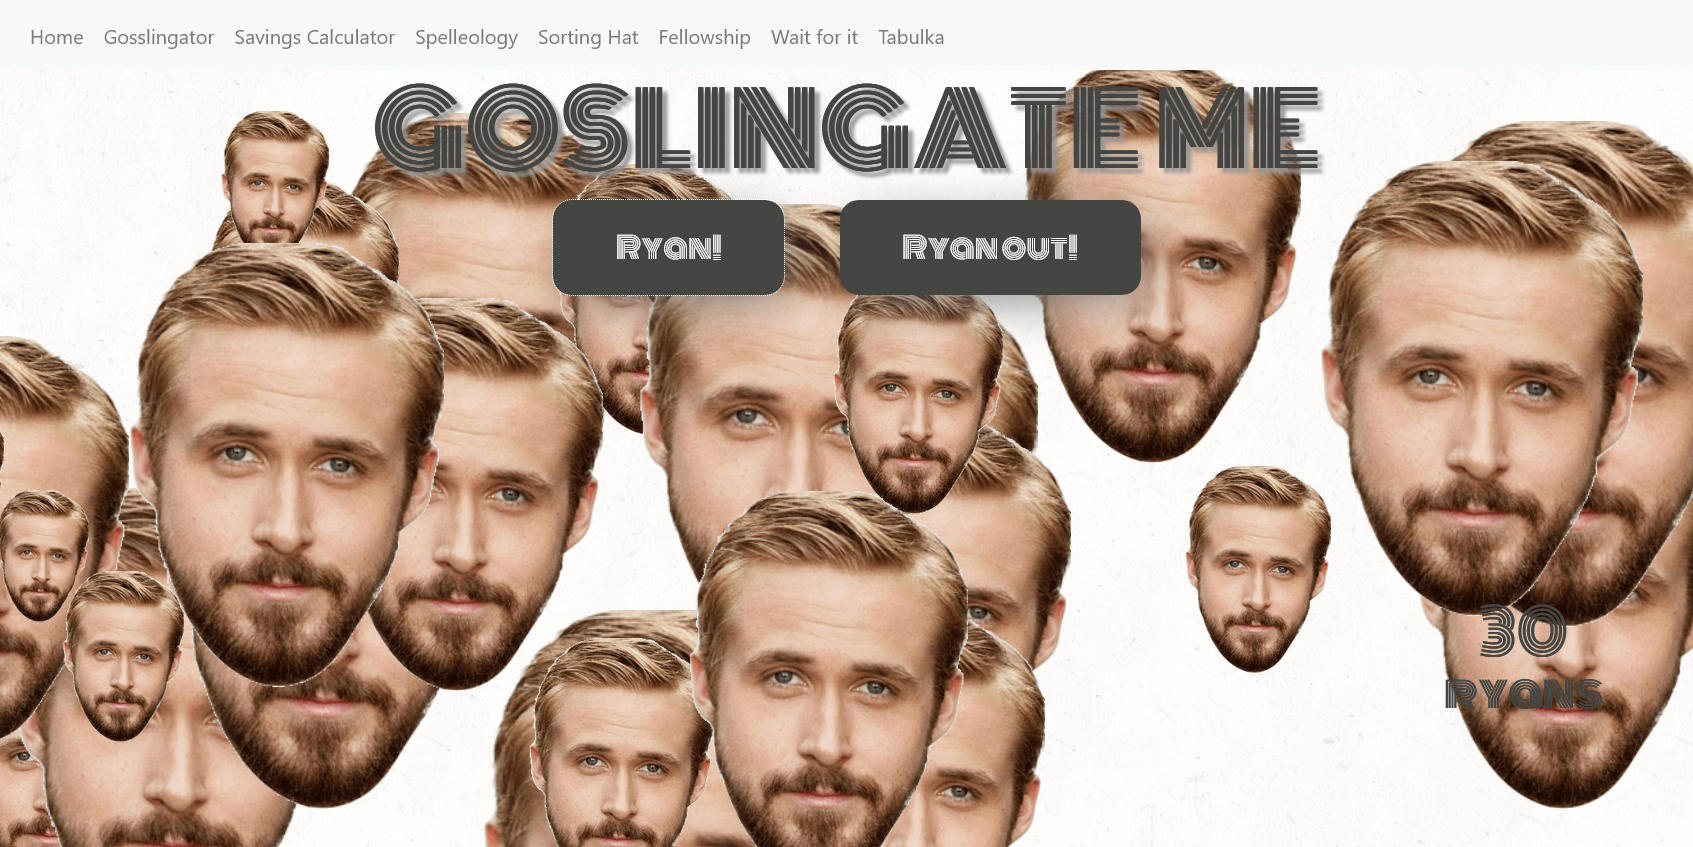 Home Gosslingator Savings Calculator Spelleology Sorting Hat Fellowship Wait for it Tabulka
GOSLINGATE ME
Ryan! Ryan out!
30
RYANS